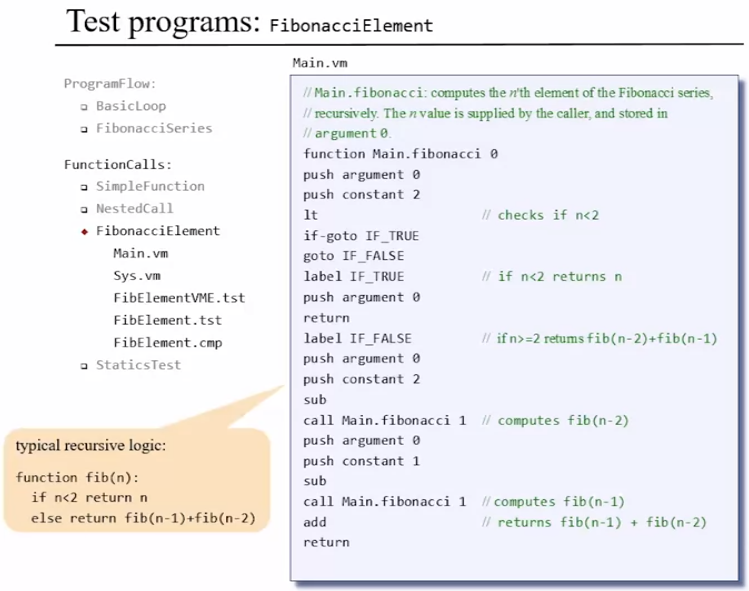 Test programs: FibonacciElement
ProgramFlow:
BasicLoop
FibonacciSeries
FunctionCalls:
SimpleFunction
NestedCall
FibonacciElement
Main.vm
Sys.vm
FibElementVME.tst
FibElement.tst
FibElement.cmp
StaticsTest
typical recursive logic:
function fib(n):
if n<2 return n
else return fib(n-1)+fib(n-2)
Main.vm
// Main.fibonacci: computes the n'th element of the Fibonacci series,
// recursively. The n value is supplied by the caller, and stored in
// argument 0.
function Main.fibonacci 0
push argument 0
push constant 2
lt // checks if n<2
if-goto IF_TRUE
goto IF_FALSE
label IF_TRUE // if n<2 returns n
push argument 0
return
label IF_FALSE // if n>=2 returns fib(n-2)+fib(n-1)
push argument 0
push constant 2
sub
call Main.fibonacci 1 // computes fib(n-2)
push argument 0
push constant 1
sub
call Main.fibonacci 1 // computes fib(n-1)
add // returns fib(n-1) + fib(n-2)
return